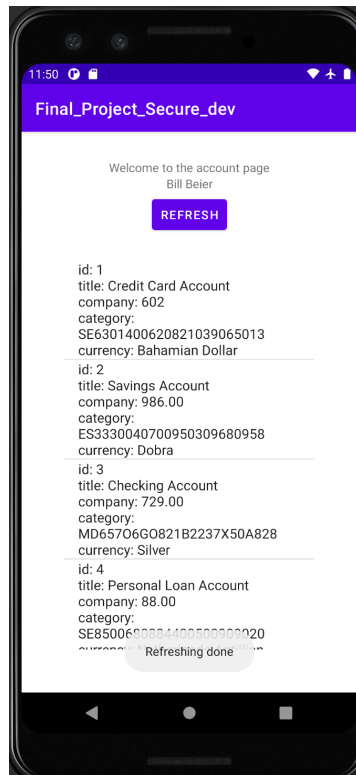 11:50
Final_Project_Secure_dev
Welcome to the account page
Bill Beier
REFRESH
id: 1
title: Credit Card Account
company: 602
category:
SE6301400620821039065013
currency: Bahamian Dollar
id: 2
title: Savings Account
company: 986.00
category:
ES3330040700950309680958
currency: Dobra
id: 3
title: Checking Account
company: 729.00
category:
MD657O6GO821B2237X50A828
currency: Silver
id: 4
title: Personal Loan Account
company: 88.00
category:
Refreshing done